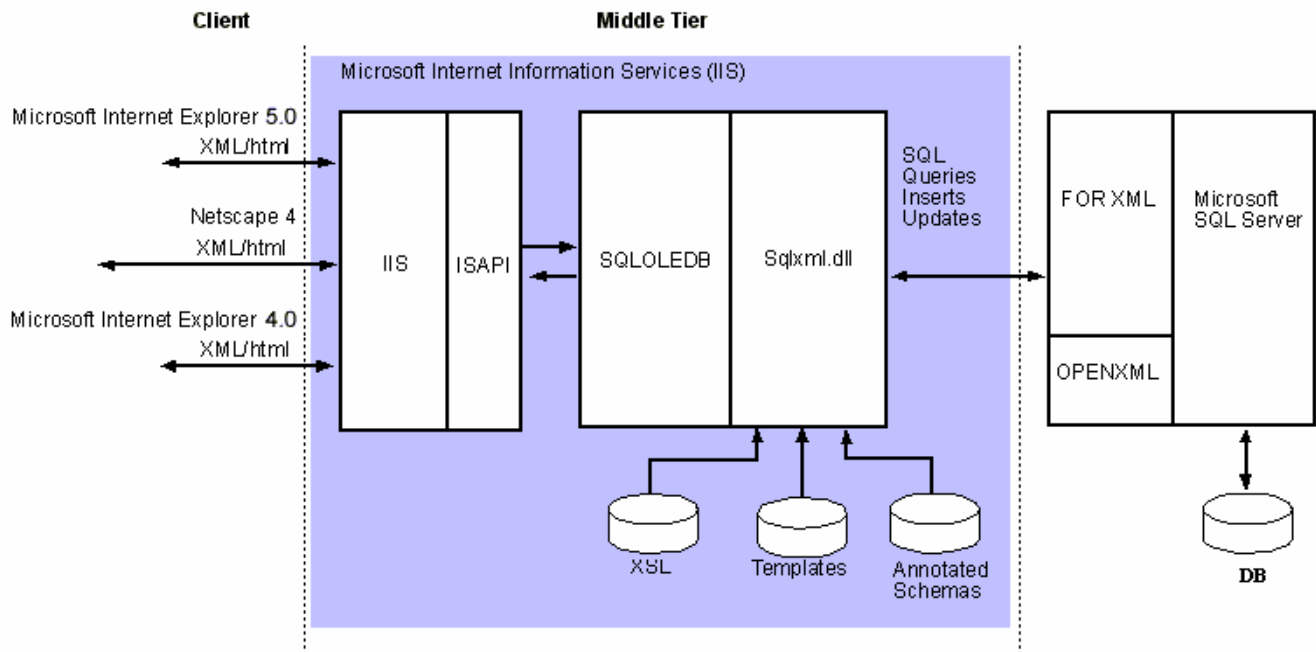 Client
Middle Tier
Microsoft Internet Information Services (IIS)
Microsoft Internet Explorer 5.0
XML/html
Netscape 4
XML/html
Microsoft Internet Explorer 4.0
XML/html
IIS
ISAPI
SQLOLEDB
Sqlxml.dll
SQL
Queries
Inserts
Updates
FOR XML
OPENXML
Microsoft
SQL Server
XSL
Templates
Annotated
Schemas
DB